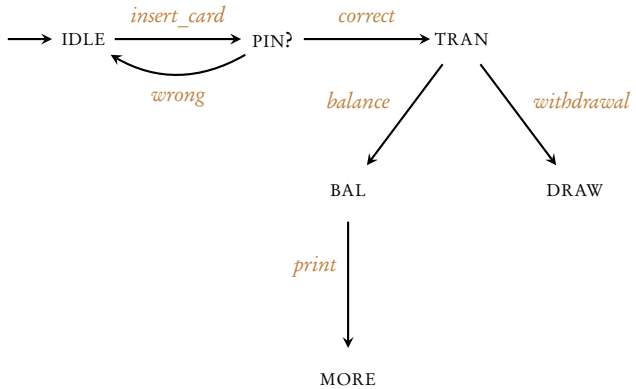 insert_card
correct
IDLE
PIN?
TRAN
wrong
balance
withdrawal
BAL
DRAW
print
MORE